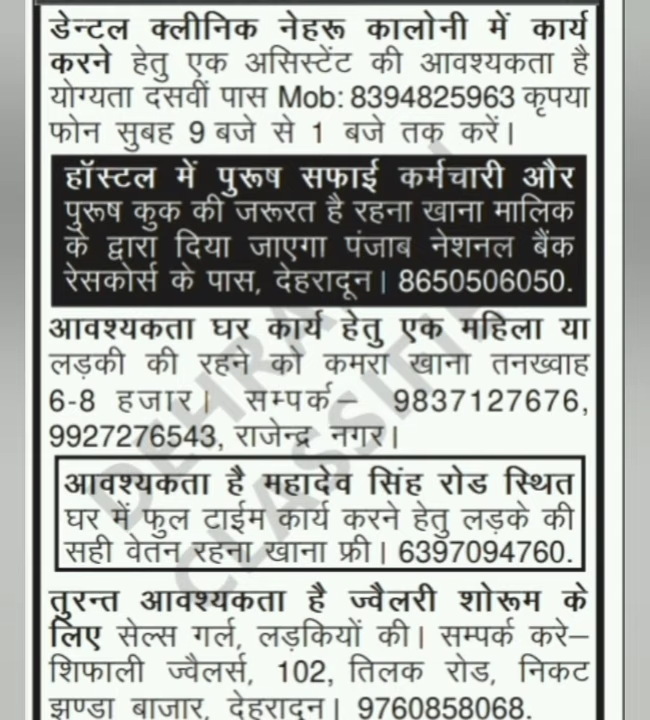 डेन्टल क्लीनिक नेहरू कालोनी में कार्य
करने हेतु एक असिस्टेंट की आवश्यकता है
योग्यता दसवीं पास Mob: 8394825963 कृपया
फोन सुबह 9 बजे से 1 बजे तक करें।
हॉस्टल में पुरूष सफाई कर्मचारी और
पुरूष कुक की जरूरत है रहना खाना मालिक
के द्वारा दिया जाएगा पंजाब नेशनल बैंक
रेसकोर्स के पास, देहरादून। 8650506050.
आवश्यकता घर कार्य हेतु एक महिला या
लड़की की रहने को कमरा खाना तनख्वाह
6-8 हजार। सम्पर्क– 9837127676,
9927276543, राजेन्द्र नगर।
आवश्यकता है महादेव सिंह रोड स्थित
घर में फुल टाईम कार्य करने हेतु लड़के की
सही वेतन रहना खाना फ्री। 6397094760.
तुरन्त आवश्यकता है ज्वैलरी शोरूम के
लिए सेल्स गर्ल, लड़कियों की। सम्पर्क करे–
शिफाली ज्वैलर्स, 102, तिलक रोड, निकट
झण्डा बाजार, देहरादून। 9760858068.